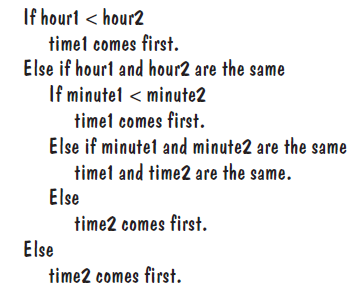 If hour1 < hour2
time1 comes first.
Else if hour1 and hour2 are the same
If minute1 < minute2
time1 comes first.
Else if minute1 and minute2 are the same
time1 and time2 are the same.
Else
time2 comes first.
Else
time2 comes first.